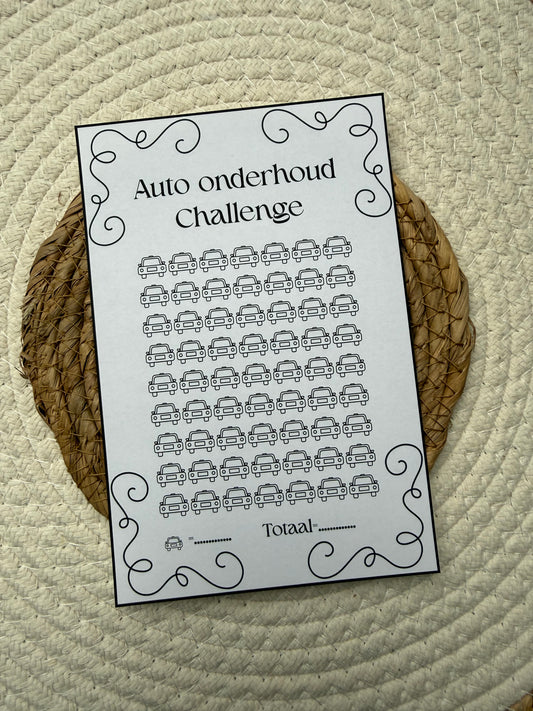 Auto onderhoud
Challenge
= ............. Totaal= .............